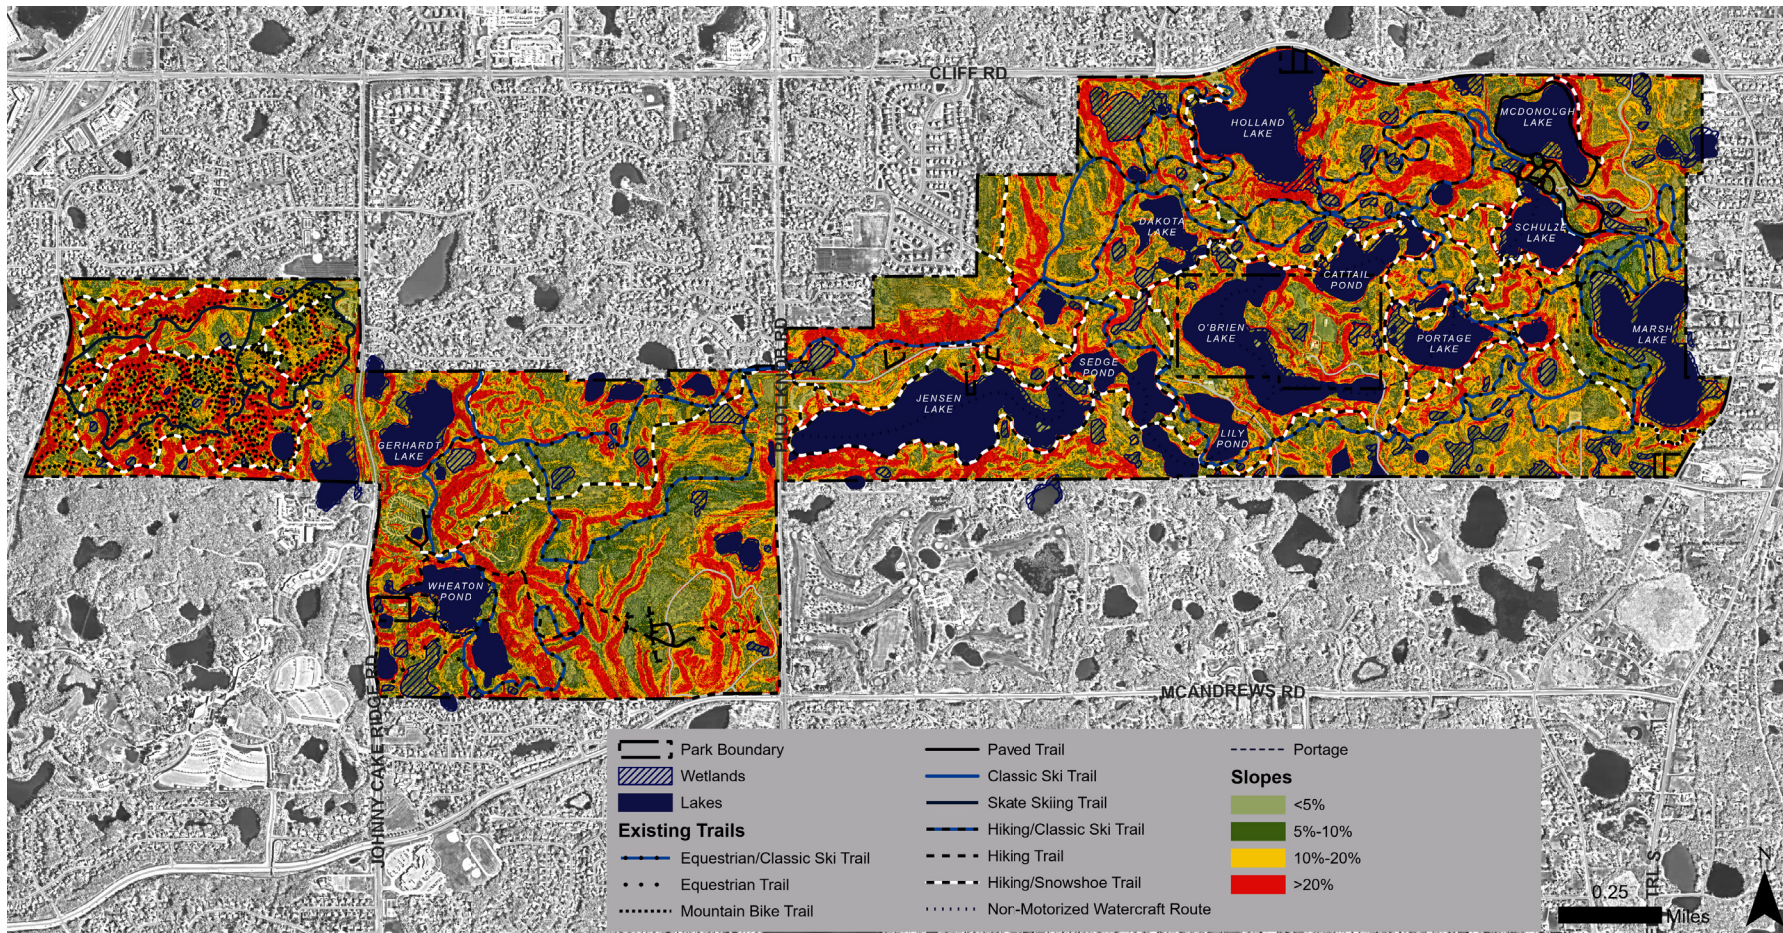 CLIFF RD
HOLLAND
LAKE
MCDONOUGH
LAKE
DAKOTA
LAKE
SCHULZE
LAKE
CATTAIL
POND
O'BRIEN
LAKE
PORTAGE
LAKE
MARSH
LAKE
SEDGE
POND
JENSEN
LAKE
LILY
POND
GERHARDT
LAKE
PILOT KNOB RD
WHEATON
POND
JOHNNY CAKE RIDGE RD
MCANDREWS RD
Park Boundary
Wetlands
Lakes
Existing Trails
Equestrian/Classic Ski Trail
Equestrian Trail
Mountain Bike Trail
Paved Trail
Classic Ski Trail
Skate Skiing Trail
Hiking/Classic Ski Trail
Hiking Trail
Hiking/Snowshoe Trail
Non-Motorized Watercraft Route
Portage
Slopes
<5%
5%-10%
10%-20%
>20%
TRLS
N
0.25
Miles